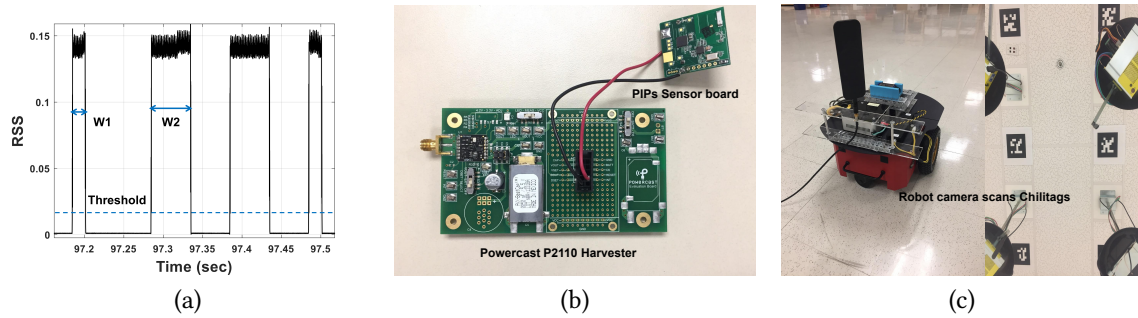 0.15
0.1
0.05
0
RSS
W1
W2
Threshold
97.2
97.25
97.3
97.35
97.4
97.45
97.5
Time (sec)
(a)
PIPs Sensor board
POWERCAST
Powercast P2110 Harvester
(b)
Robot camera scans Chilitags
(c)